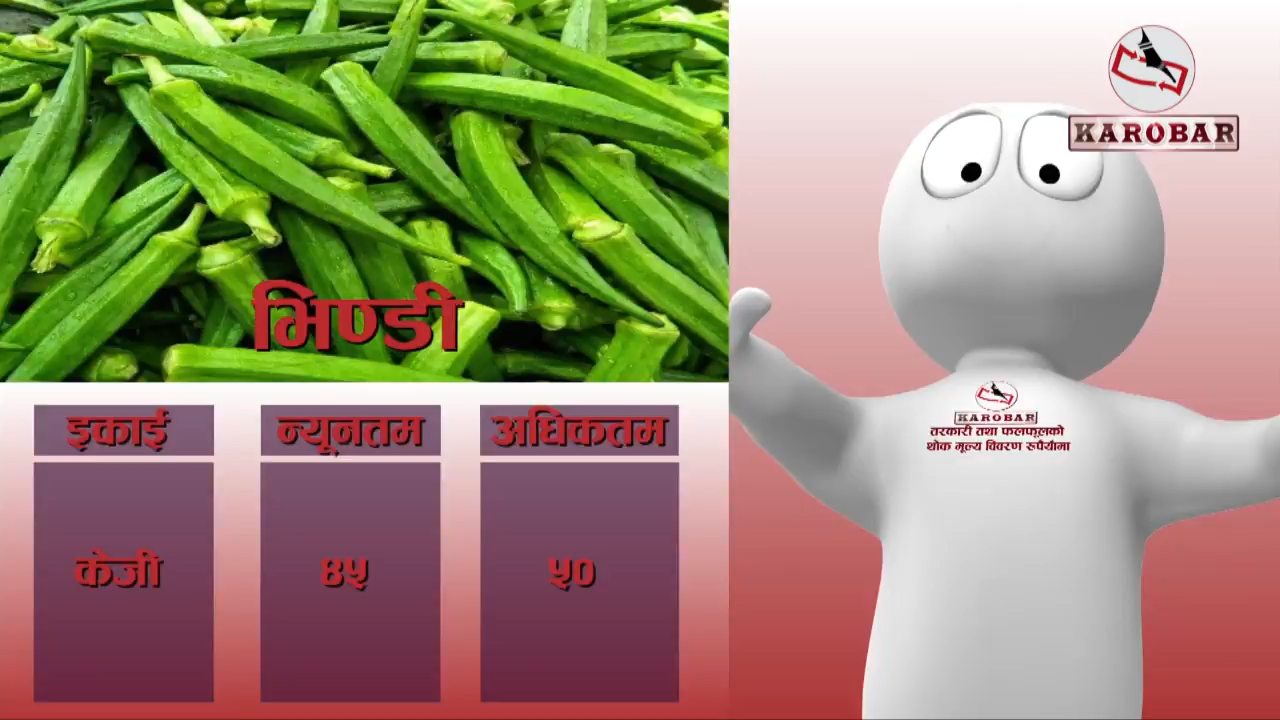 भिण्डी
KAROBAR
इकाई न्यूनतम अधिकतम
केजी ४५ ५०
KAROBAR
तरकारी तथा फलफूलको
थोक मूल्य विवरण रूपैयाँमा